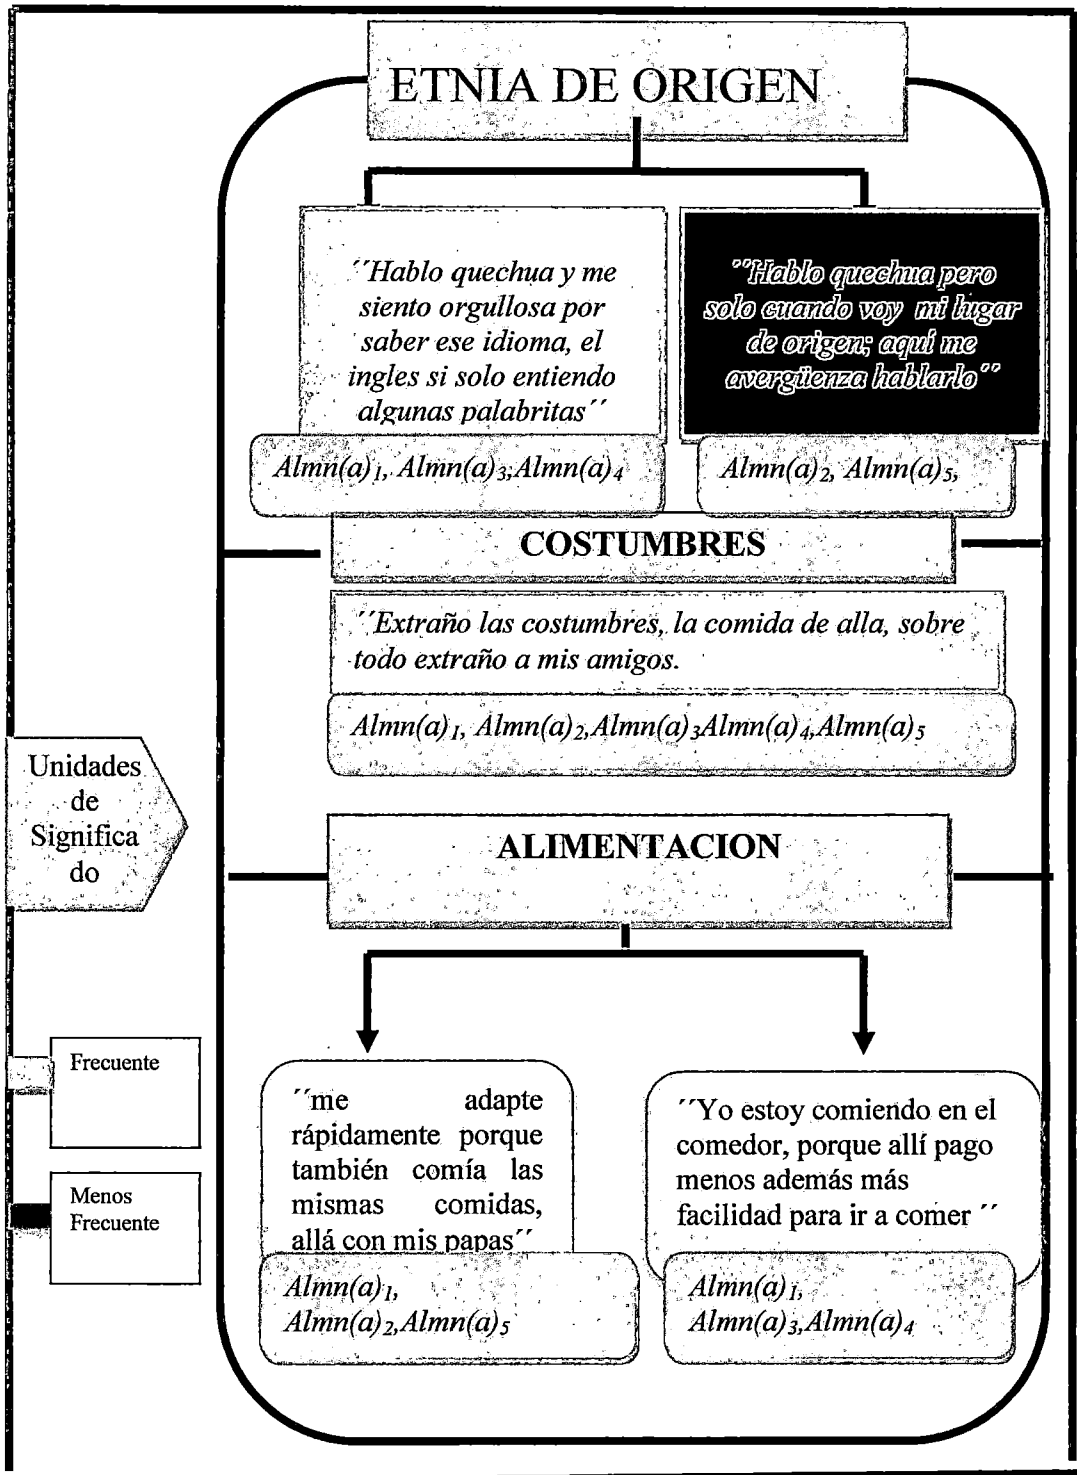 ETNIA DE ORIGEN
´´Hablo quechua y me
siento orgullosa por
saber ese idioma, el
ingles si solo entiendo
algunas palabritas´´
Almn(a)1, Almn(a)3,Almn(a)4
´´Hablo quechua pero
solo cuando voy mi lugar
de origen; aquí me
avergüenza hablarlo´´
Almn(a)2, Almn(a)5,
COSTUMBRES
´´Extraño las costumbres, la comida de alla, sobre
todo extraño a mis amigos.
Almn(a)1, Almn(a)2,Almn(a)3Almn(a)4,Almn(a)5
Unidades
de
Significa
do
ALIMENTACION
Frecuente
Menos
Frecuente
´´me adapte
rápidamente porque
también comía las
mismas comidas,
allá con mis papas´´
Almn(a)1,
Almn(a)2,Almn(a)5
´´Yo estoy comiendo en el
comedor, porque allí pago
menos además más
facilidad para ir a comer ´´
Almn(a)1,
Almn(a)3,Almn(a)4